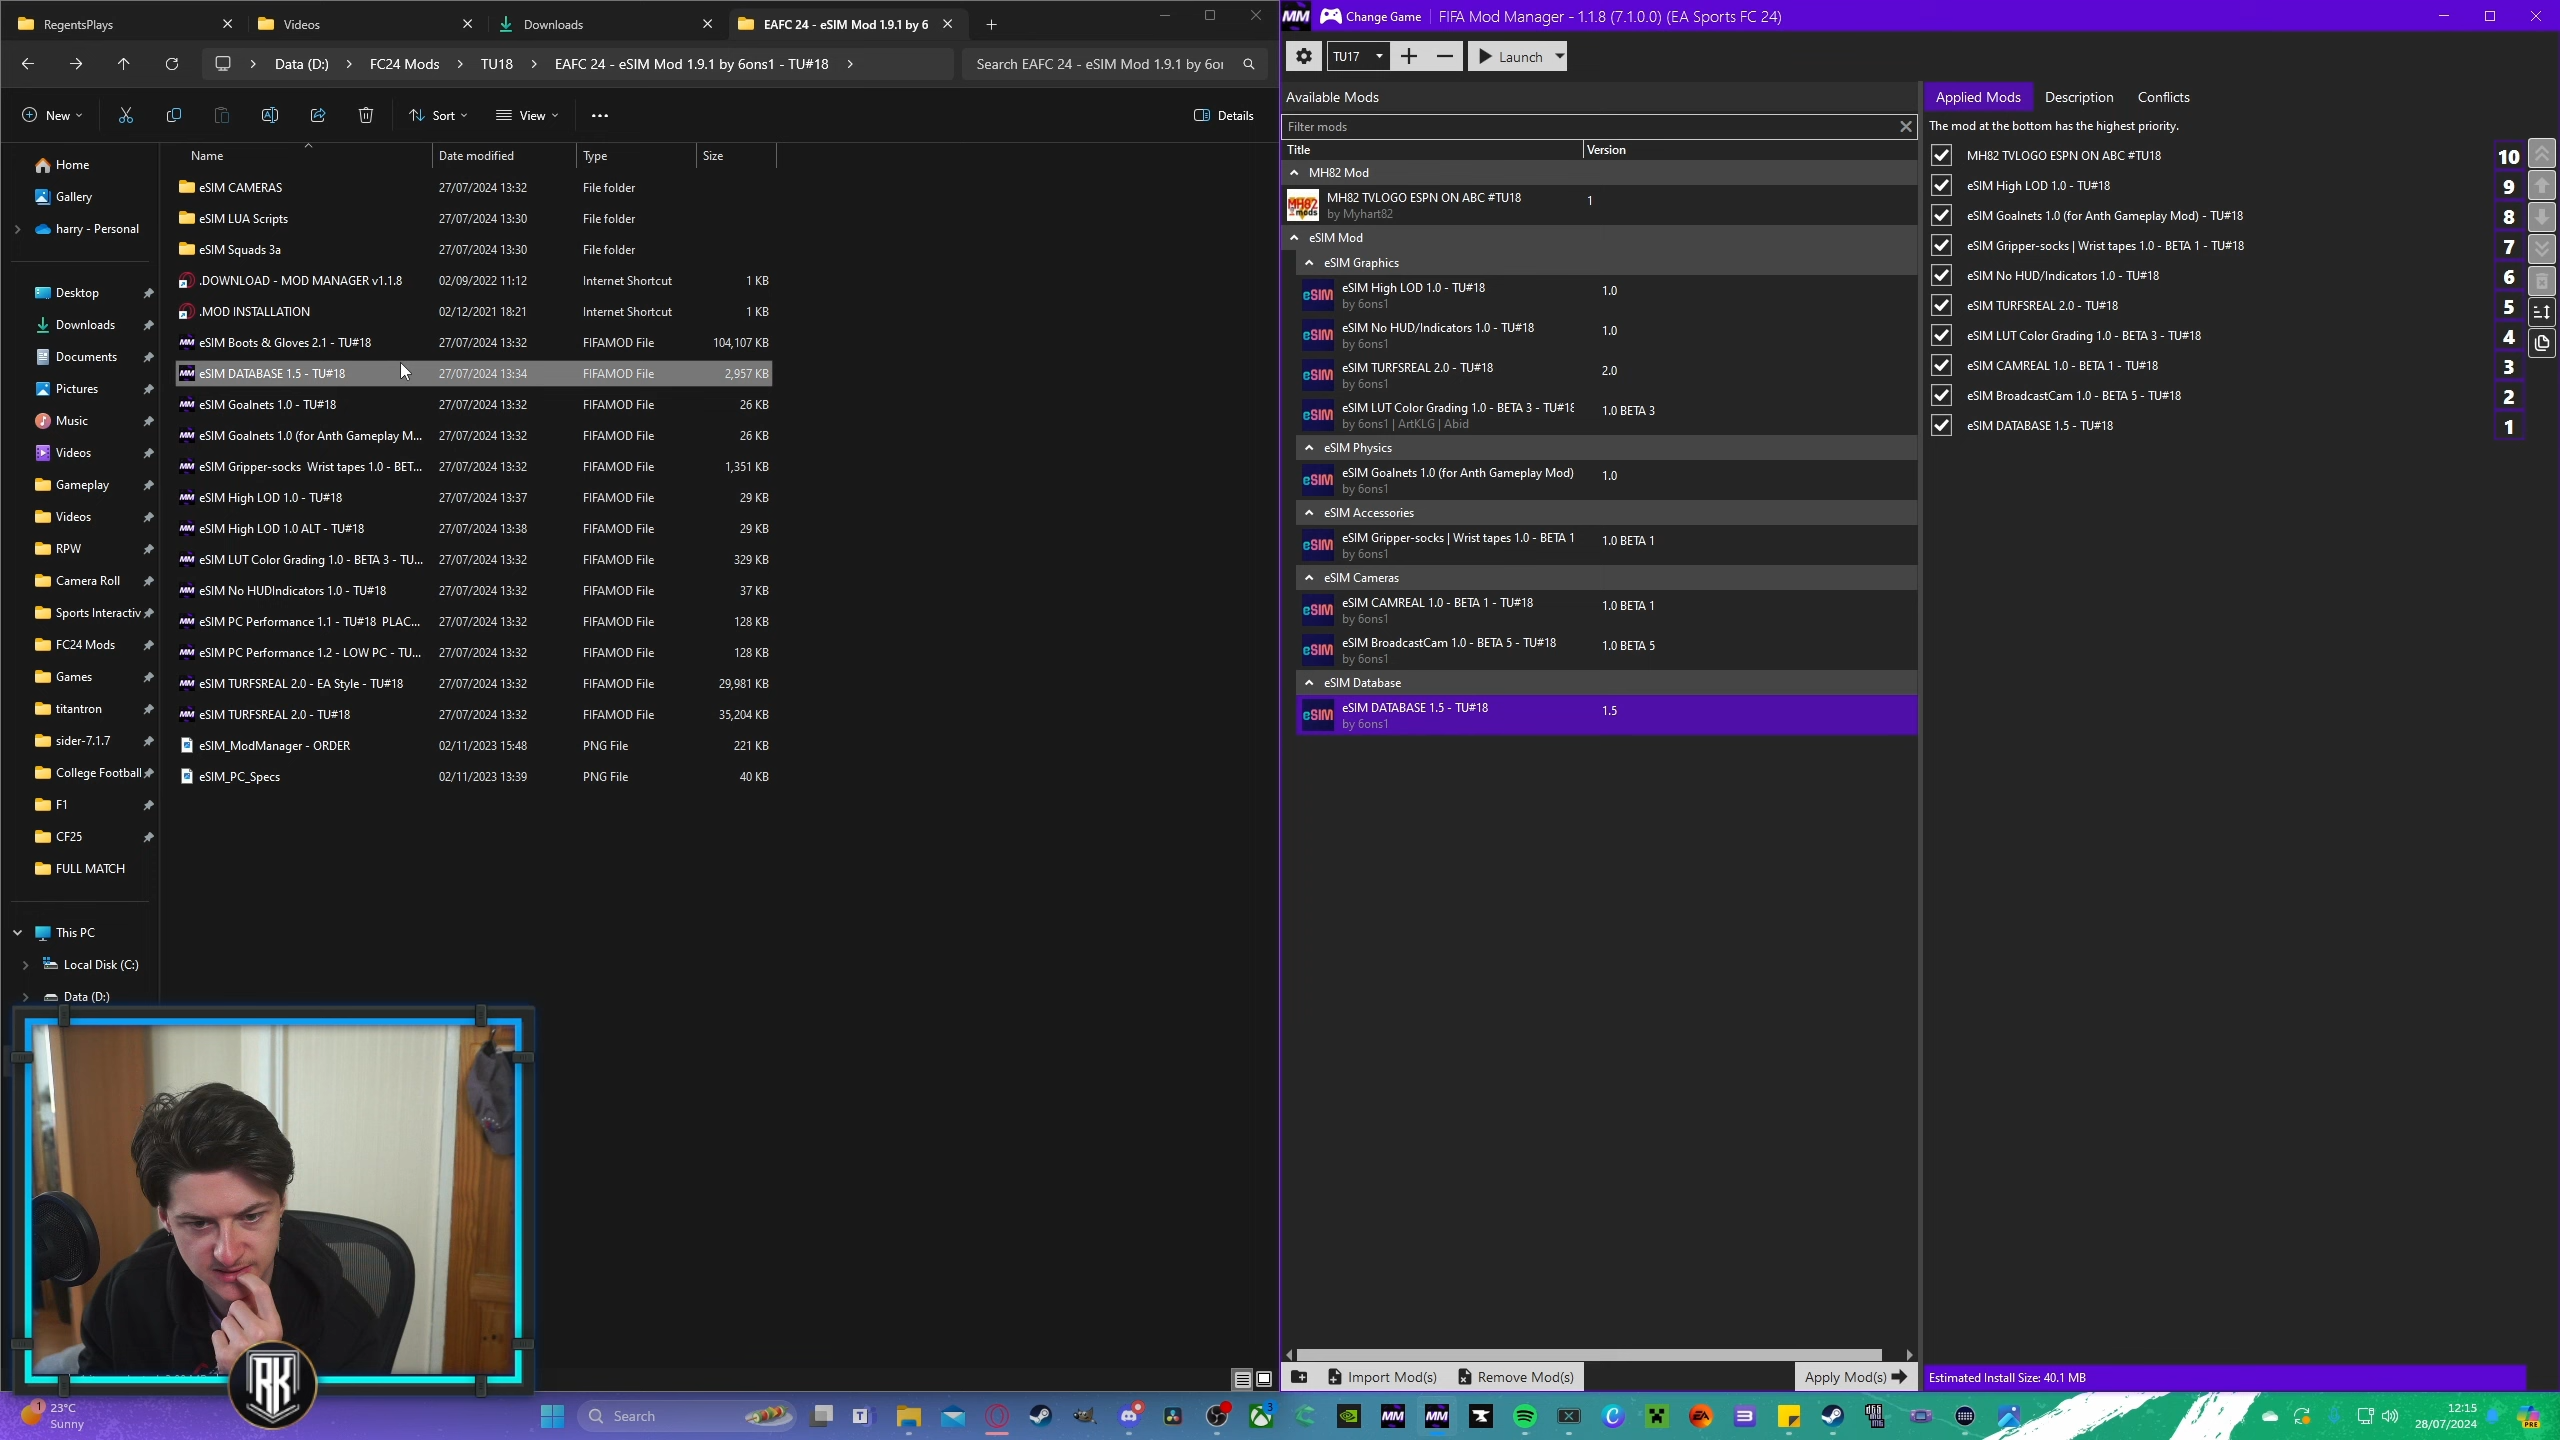 RegentsPlays
Videos
Downloads
EAFC 24 - eSIM Mod 1.9.1 by 6
Data (D:)
FC24 Mods
TU18
EAFC 24 - eSIM Mod 1.9.1 by 6ons1 - TU#18
Search EAFC 24 - eSIM Mod 1.9.1 by 6o
New
Sort
View
Details
Name
Date modified
Type
Size
eSIM CAMERAS 27/07/2024 13:32 File folder
eSIM LUA Scripts 27/07/2024 13:30 File folder
eSIM Squads 3a 27/07/2024 13:30 File folder
.DOWNLOAD - MOD MANAGER v1.1.8 02/09/2022 11:12 Internet Shortcut 1 KB
.MOD INSTALLATION 02/12/2021 18:21 Internet Shortcut 1 KB
eSIM Boots & Gloves 2.1 - TU#18 27/07/2024 13:32 FIFAMOD File 104,107 KB
eSIM DATABASE 1.5 - TU#18 27/07/2024 13:34 FIFAMOD File 2,957 KB
eSIM Goalnets 1.0 - TU#18 27/07/2024 13:32 FIFAMOD File 26 KB
eSIM Goalnets 1.0 (for Anth Gameplay M... 27/07/2024 13:32 FIFAMOD File 26 KB
eSIM Gripper-socks Wrist tapes 1.0 - BET... 27/07/2024 13:32 FIFAMOD File 1,351 KB
eSIM High LOD 1.0 - TU#18 27/07/2024 13:37 FIFAMOD File 29 KB
eSIM High LOD 1.0 ALT - TU#18 27/07/2024 13:38 FIFAMOD File 29 KB
eSIM LUT Color Grading 1.0 - BETA 3 - TU... 27/07/2024 13:32 FIFAMOD File 329 KB
eSIM No HUDIndicators 1.0 - TU#18 27/07/2024 13:32 FIFAMOD File 37 KB
eSIM PC Performance 1.1 - TU#18 PLAC... 27/07/2024 13:32 FIFAMOD File 128 KB
eSIM PC Performance 1.2 - LOW PC - TU... 27/07/2024 13:32 FIFAMOD File 128 KB
eSIM TURFSREAL 2.0 - EA Style - TU#18 27/07/2024 13:32 FIFAMOD File 29,981 KB
eSIM TURFSREAL 2.0 - TU#18 27/07/2024 13:32 FIFAMOD File 35,204 KB
eSIM_ModManager - ORDER 02/11/2023 15:48 PNG File 221 KB
eSIM_PC_Specs 02/11/2023 13:39 PNG File 40 KB
Home
Gallery
harry - Personal
Desktop
Downloads
Documents
Pictures
Music
Videos
Gameplay
Videos
RPW
Camera Roll
Sports Interactiv
FC24 Mods
Games
titantron
sider-7.1.7
College Football
F1
CF25
FULL MATCH
This PC
Local Disk (C:)
Data (D:)
RK
MM Change Game FIFA Mod Manager - 1.1.8 (7.1.0.0) (EA Sports FC 24)
TU17
Launch
Available Mods
Filter mods
Title Version
MH82 Mod
MH82 TVLOGO ESPN ON ABC #TU18 1
by Myhart82
eSIM Mod
eSIM Graphics
eSIM High LOD 1.0 - TU#18 1.0
by 6ons1
eSIM No HUD/Indicators 1.0 - TU#18 1.0
by 6ons1
eSIM TURFSREAL 2.0 - TU#18 2.0
by 6ons1
eSIM LUT Color Grading 1.0 - BETA 3 - TU#18 1.0 BETA 3
by 6ons1 | ArtKLG | Abid
eSIM Physics
eSIM Goalnets 1.0 (for Anth Gameplay Mod) 1.0
by 6ons1
eSIM Accessories
eSIM Gripper-socks | Wrist tapes 1.0 - BETA 1 1.0 BETA 1
by 6ons1
eSIM Cameras
eSIM CAMREAL 1.0 - BETA 1 - TU#18 1.0 BETA 1
by 6ons1
eSIM BroadcastCam 1.0 - BETA 5 - TU#18 1.0 BETA 5
by 6ons1
eSIM Database
eSIM DATABASE 1.5 - TU#18 1.5
by 6ons1
Import Mod(s)
Remove Mod(s)
Apply Mod(s)
Applied Mods
Description
Conflicts
The mod at the bottom has the highest priority.
MH82 TVLOGO ESPN ON ABC #TU18 10
eSIM High LOD 1.0 - TU#18 9
eSIM Goalnets 1.0 (for Anth Gameplay Mod) - TU#18 8
eSIM Gripper-socks | Wrist tapes 1.0 - BETA 1 - TU#18 7
eSIM No HUD/Indicators 1.0 - TU#18 6
eSIM TURFSREAL 2.0 - TU#18 5
eSIM LUT Color Grading 1.0 - BETA 3 - TU#18 4
eSIM CAMREAL 1.0 - BETA 1 - TU#18 3
eSIM BroadcastCam 1.0 - BETA 5 - TU#18 2
eSIM DATABASE 1.5 - TU#18 1
Estimated Install Size: 40.1 MB
23°C
Sunny
Search
12:15
28/07/2024